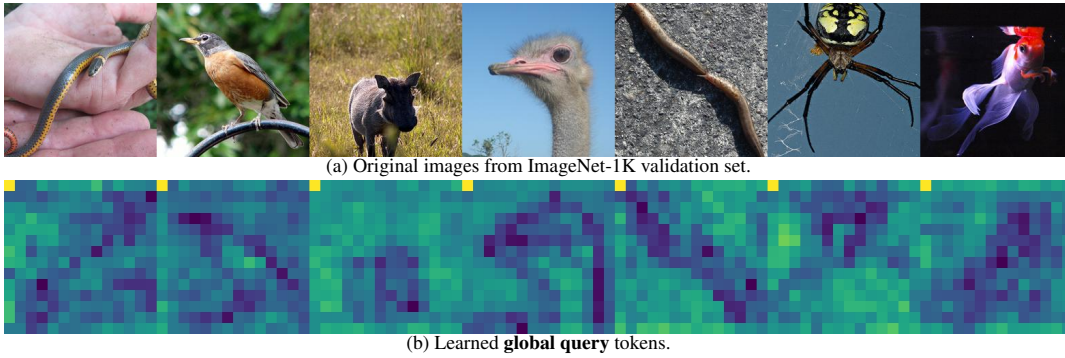 (a) Original images from ImageNet-1K validation set.
(b) Learned global query tokens.